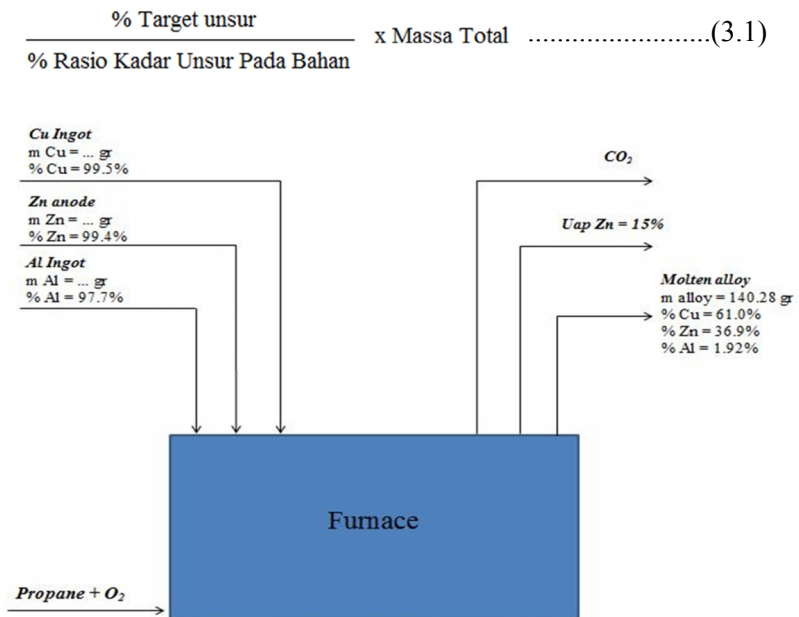 % Target unsur
% Rasio Kadar Unsur Pada Bahan
x Massa Total ..........................(3.1)
Cu Ingot
m Cu = ... gr
% Cu = 99.5%
Zn anode
m Zn = ... gr
% Zn = 99.4%
Al Ingot
m Al = ... gr
% Al = 97.7%
CO₂
Uap Zn = 15%
Molten alloy
m alloy = 140.28 gr
% Cu = 61.0%
% Zn = 36.9%
% Al = 1.92%
Furnace
Propane + O₂